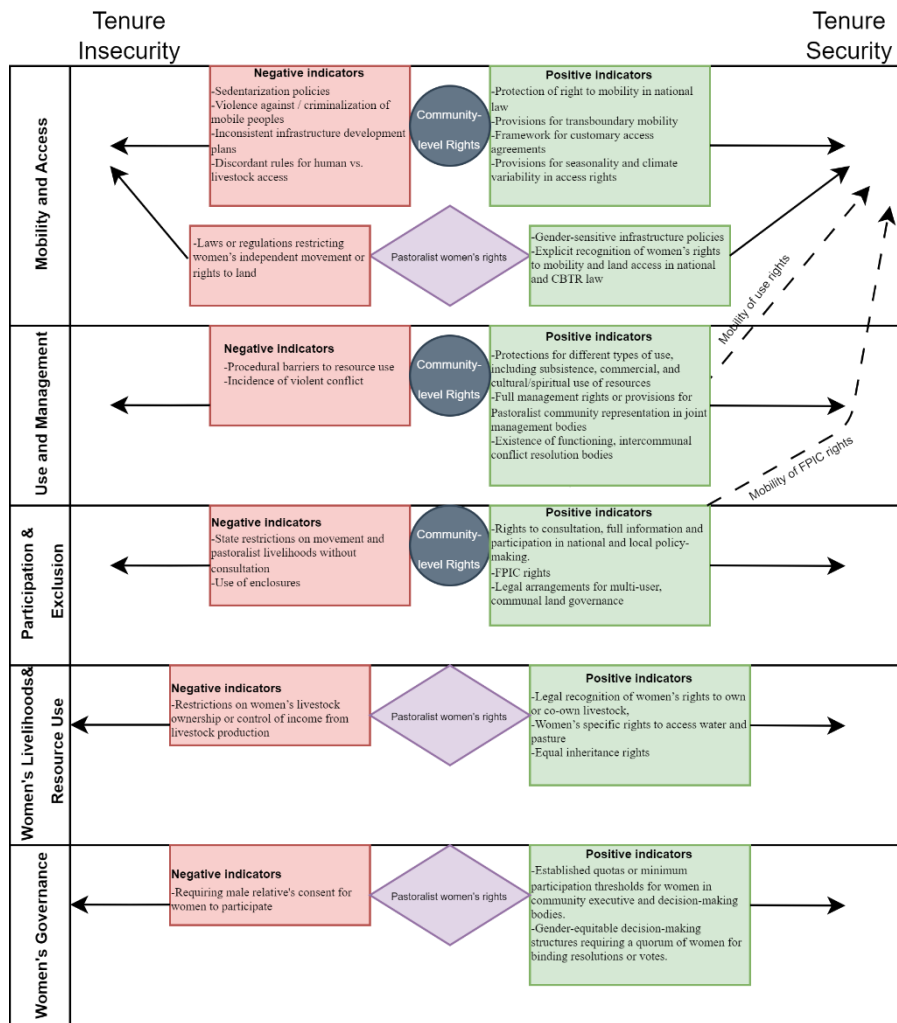 Tenure
Insecurity
Tenure
Security
Mobility and Access
Negative indicators
-Sedentarization policies
-Violence against / criminalization of
mobile peoples
-Inconsistent infrastructure development
plans
-Discordant rules for human vs.
livestock access
Community-
level Rights
Positive indicators
-Protection of right to mobility in national
law
-Provisions for transboundary mobility
-Framework for customary access
agreements
-Provisions for seasonality and climate
variability in access rights
-Laws or regulations restricting
women's independent movement or
rights to land
Pastoralist women's rights
-Gender-sensitive infrastructure policies
-Explicit recognition of women's rights
to mobility and land access in national
and CBTR law
Mobility of use rights
Use and Management
Negative Indicators
-Procedural barriers to resource use
-Incidence of violent conflict
Community-
level Rights
Positive indicators
-Protections for different types of use,
including subsistence, commercial, and
cultural/spiritual use of resources
-Full management rights or provisions for
Pastoralist community representation in joint
management bodies
-Existence of functioning, intercommunal
conflict resolution bodies
Mobility of FPIC rights
Participation &
Exclusion
Negative indicators
-State restrictions on movement and
pastoralist livelihoods without
consultation
-Use of enclosures
Community-
level Rights
Positive indicators
-Rights to consultation, full information and
participation in national and local policy-
making.
-FPIC rights
-Legal arrangements for multi-user,
communal land governance
Women's Livelihoods&
Resource Use
Negative indicators
-Restrictions on women's livestock
ownership or control of income from
livestock production
Pastoralist women's rights
Positive indicators
-Legal recognition of women's rights to own
or co-own livestock,
-Women's specific rights to access water and
pasture
-Equal inheritance rights
Women's Governance
Negative indicators
-Requiring male relative's consent for
women to participate
Pastoralist women's rights
Positive indicators
-Established quotas or minimum
participation thresholds for women in
community executive and decision-making
bodies.
-Gender-equitable decision-making
structures requiring a quorum of women for
binding resolutions or votes.